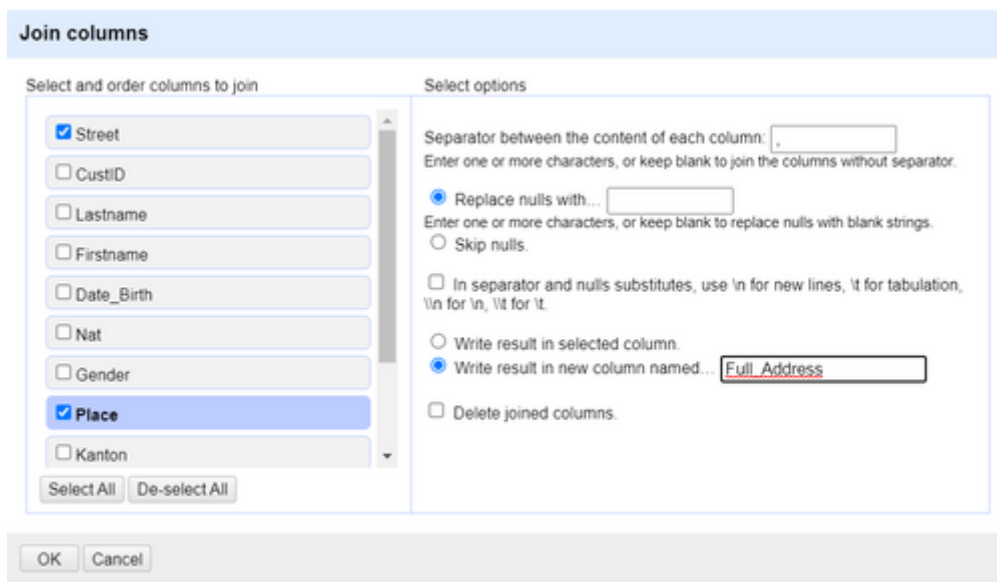 Join columns
Select and order columns to join
Street
CustID
Lastname
Firstname
Date_Birth
Nat
Gender
Place
Kanton
Select All De-select All
Select options
Separator between the content of each column: ,
Enter one or more characters, or keep blank to join the columns without separator.
Replace nulls with...
Enter one or more characters, or keep blank to replace nulls with blank strings.
Skip nulls.
In separator and nulls substitutes, use \n for new lines, \t for tabulation,
\\n for \n, \\t for \t.
Write result in selected column.
Write result in new column named... Full_Address
Delete joined columns.
OK Cancel